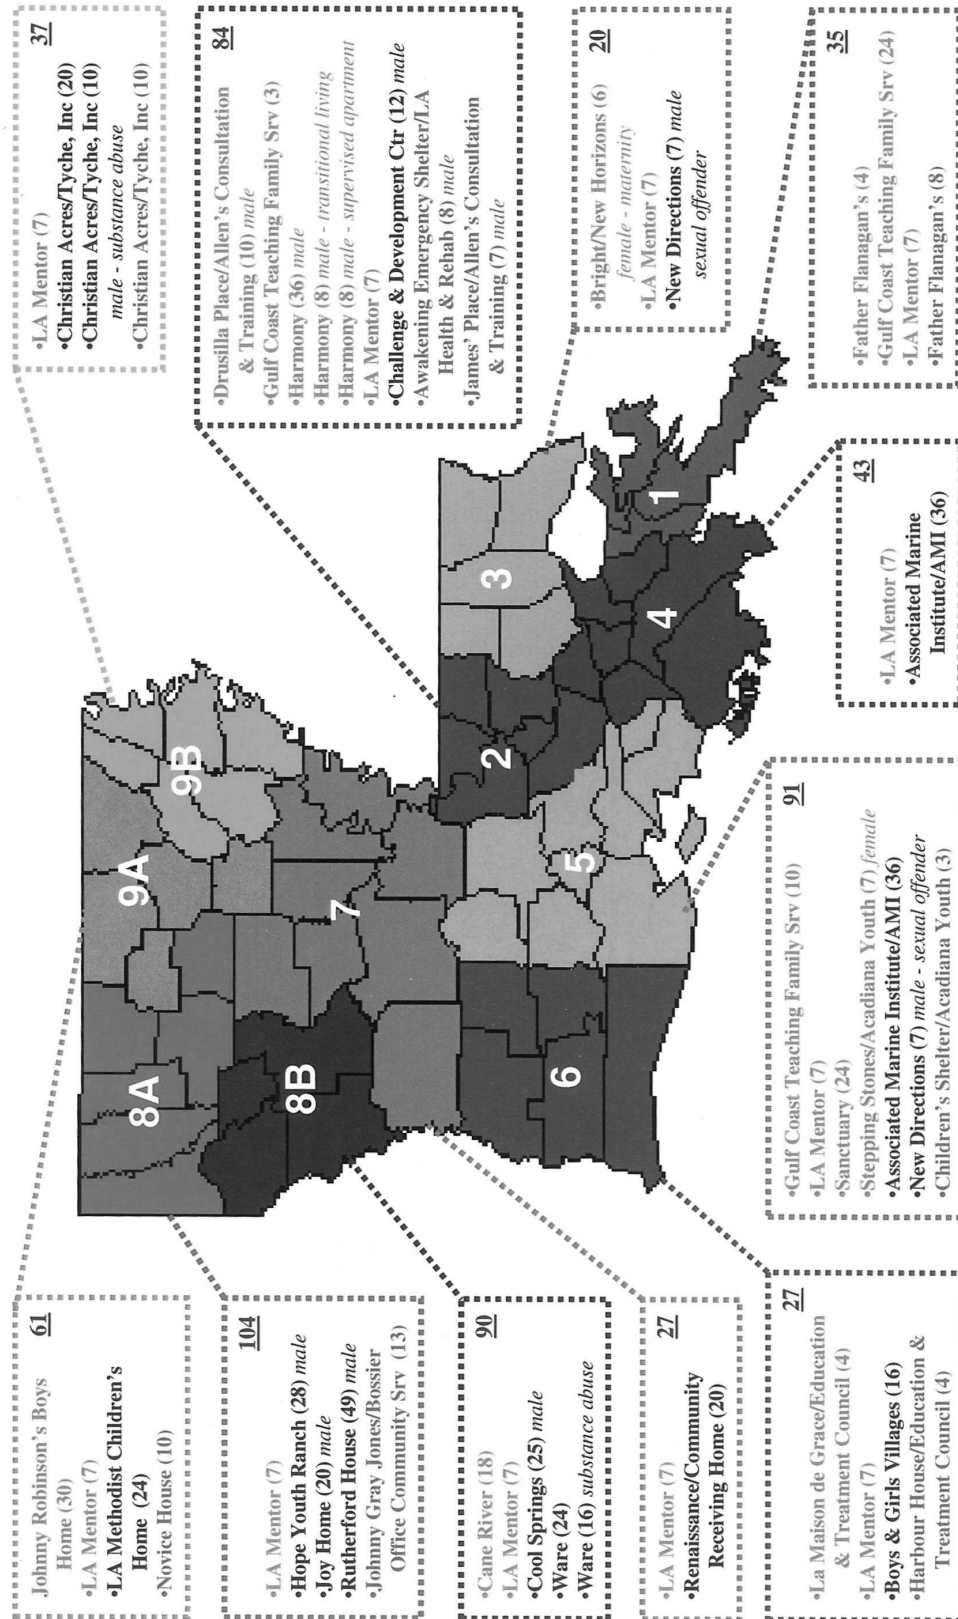 61
•Johnny Robinson's Boys
Home (30)
•LA Mentor (7)
•LA Methodist Children's
Home (24)
•Novice House (10)
104
•LA Mentor (7)
•Hope Youth Ranch (28) male
•Joy Home (20) male
•Rutherford House (49) male
•Johnny Gray Jones/Bossier
Office Community Srv (13)
90
•Cane River (18)
•LA Mentor (7)
•Cool Springs (25) male
•Ware (24)
•Ware (16) substance abuse
27
•LA Mentor (7)
•Renaissance/Community
Receiving Home (20)
27
•La Maison de Grace/Education
& Treatment Council (4)
•LA Mentor (7)
•Boys & Girls Villages (16)
•Harbour House/Education &
Treatment Council (4)
8A
9A
9B
8B
7
6
5
2
3
4
1
37
•LA Mentor (7)
•Christian Acres/Tyche, Inc (20)
•Christian Acres/Tyche, Inc (10)
male - substance abuse
•Christian Acres/Tyche, Inc (10)
84
•Drusilla Place/Allen's Consultation
& Training (10) male
•Gulf Coast Teaching Family Srv (3)
•Harmony (36) male
•Harmony (8) male - transitional living
•Harmony (8) male - supervised apartment
•LA Mentor (7)
•Challenge & Development Ctr (12) male
•Awakening Emergency Shelter/LA
Health & Rehab (8) male
•James' Place/Allen's Consultation
& Training (7) male
20
•Bright/New Horizons (6)
female - maternity
•LA Mentor (7)
•New Directions (7) male
sexual offender
35
•Father Flanagan's (4)
•Gulf Coast Teaching Family Srv (24)
•LA Mentor (7)
•Father Flanagan's (8)
43
•LA Mentor (7)
•Associated Marine
Institute/AMI (36)
91
•Gulf Coast Teaching Family Srv (10)
•LA Mentor (7)
•Sanctuary (24)
•Stepping Stones/Acadiana Youth (7) female
•Associated Marine Institute/AMI (36)
•New Directions (7) male - sexual offender
•Children's Shelter/Acadiana Youth (3)